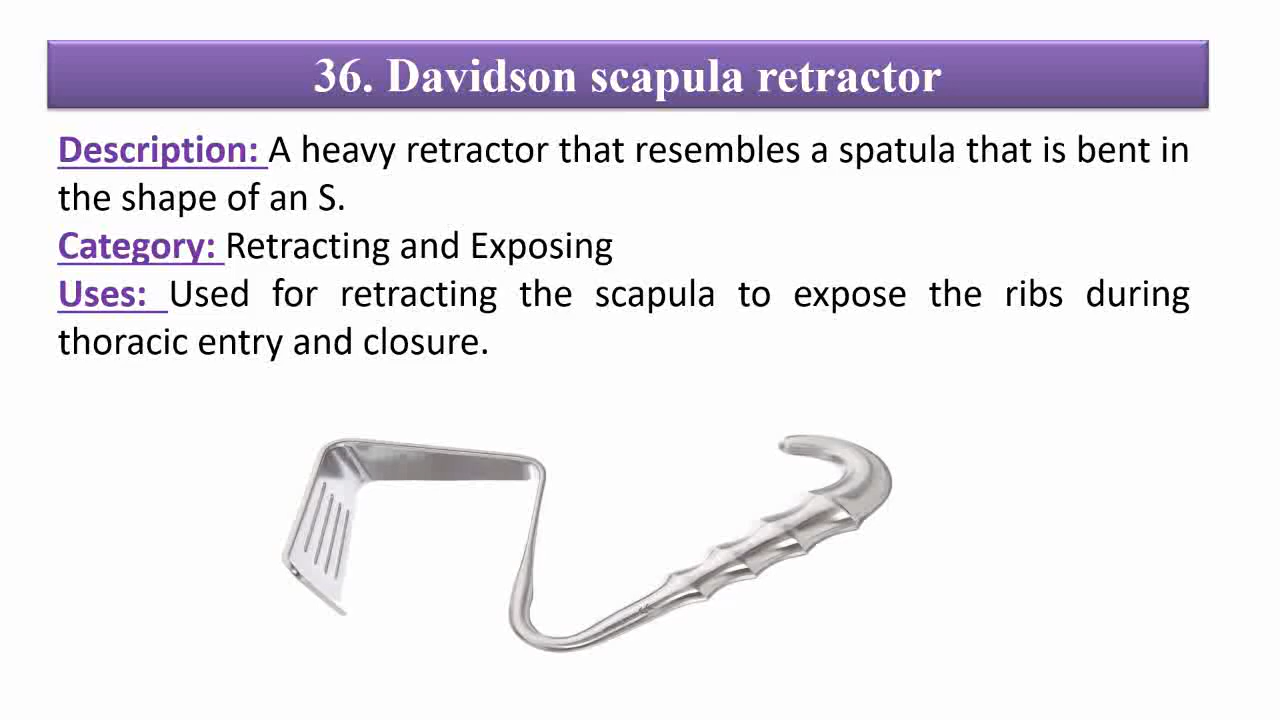 36. Davidson scapula retractor
Description: A heavy retractor that resembles a spatula that is bent in
the shape of an S.
Category: Retracting and Exposing
Uses: Used for retracting the scapula to expose the ribs during
thoracic entry and closure.